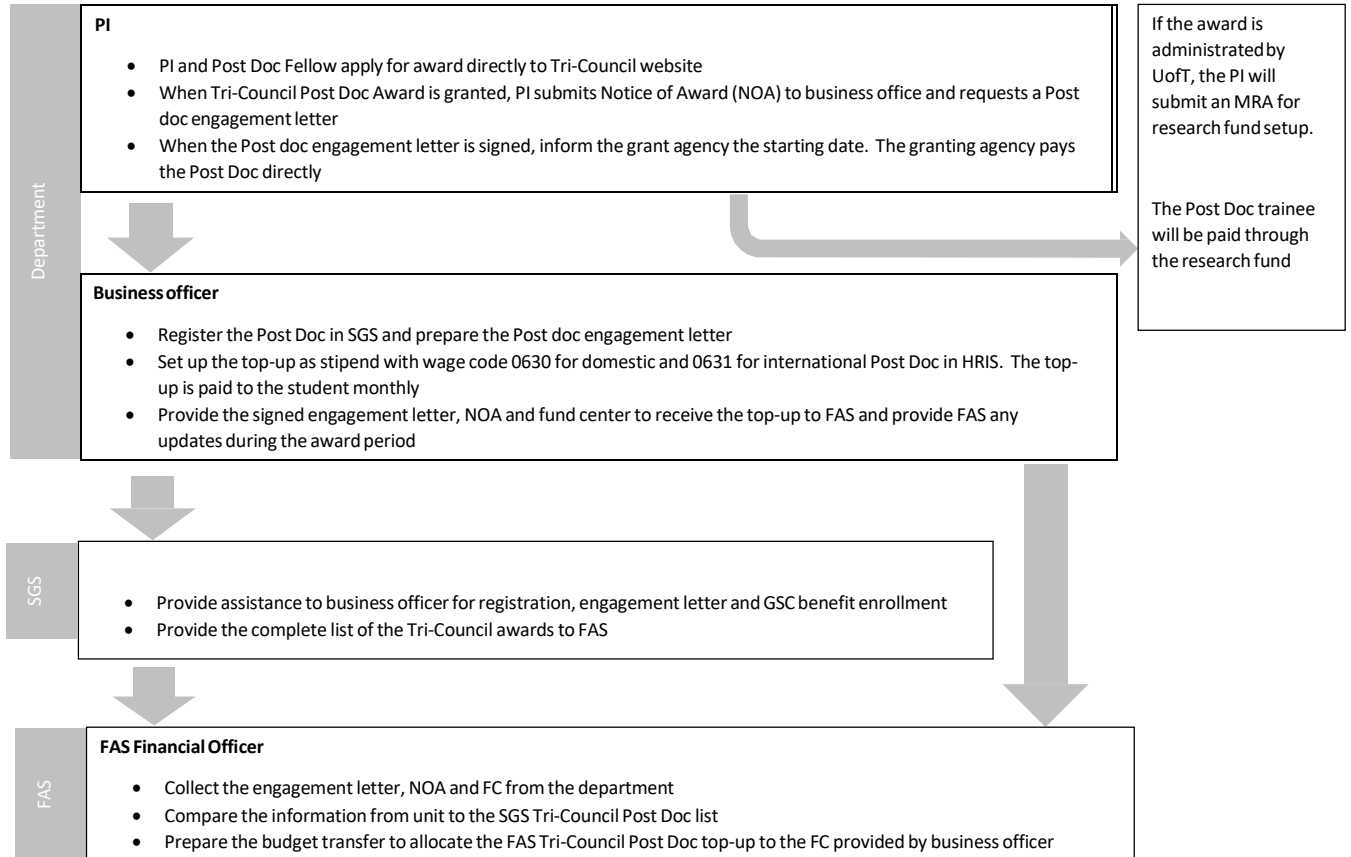 PI
• PI and Post Doc Fellow apply for award directly to Tri-Council website
• When Tri-Council Post Doc Award is granted, PI submits Notice of Award (NOA) to business office and requests a Post
doc engagement letter
• When the Post doc engagement letter is signed, inform the grant agency the starting date. The granting agency pays
the Post Doc directly
If the award is
administrated by
UofT, the PI will
submit an MRA for
research fund setup.
The Post Doc trainee
will be paid through
the research fund
Department
Business officer
• Register the Post Doc in SGS and prepare the Post doc engagement letter
• Set up the top-up as stipend with wage code 0630 for domestic and 0631 for international Post Doc in HRIS. The top-
up is paid to the student monthly
• Provide the signed engagement letter, NOA and fund center to receive the top-up to FAS and provide FAS any
updates during the award period
SGS
• Provide assistance to business officer for registration, engagement letter and GSC benefit enrollment
• Provide the complete list of the Tri-Council awards to FAS
FAS
FAS Financial Officer
• Collect the engagement letter, NOA and FC from the department
• Compare the information from unit to the SGS Tri-Council Post Doc list
• Prepare the budget transfer to allocate the FAS Tri-Council Post Doc top-up to the FC provided by business officer